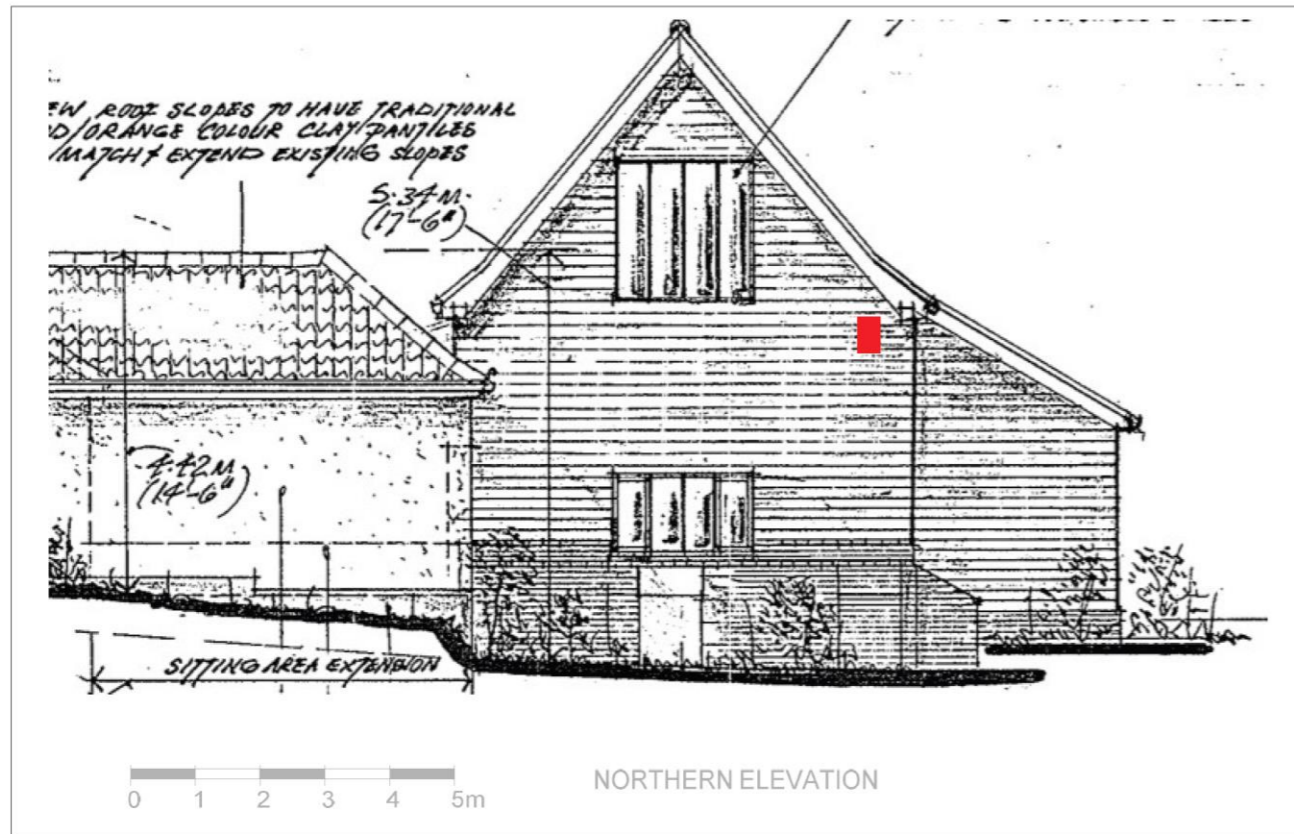 EW ROOF SLOPES TO HAVE TRADITIONAL
D/ORANGE COLOUR CLAY PANTILES
MATCH & EXTEND EXISTING SLOPES
5.34M.
(17'-6")
4.42M
(14'-6")
SITTING AREA EXTENSION
0 1 2 3 4 5m
NORTHERN ELEVATION